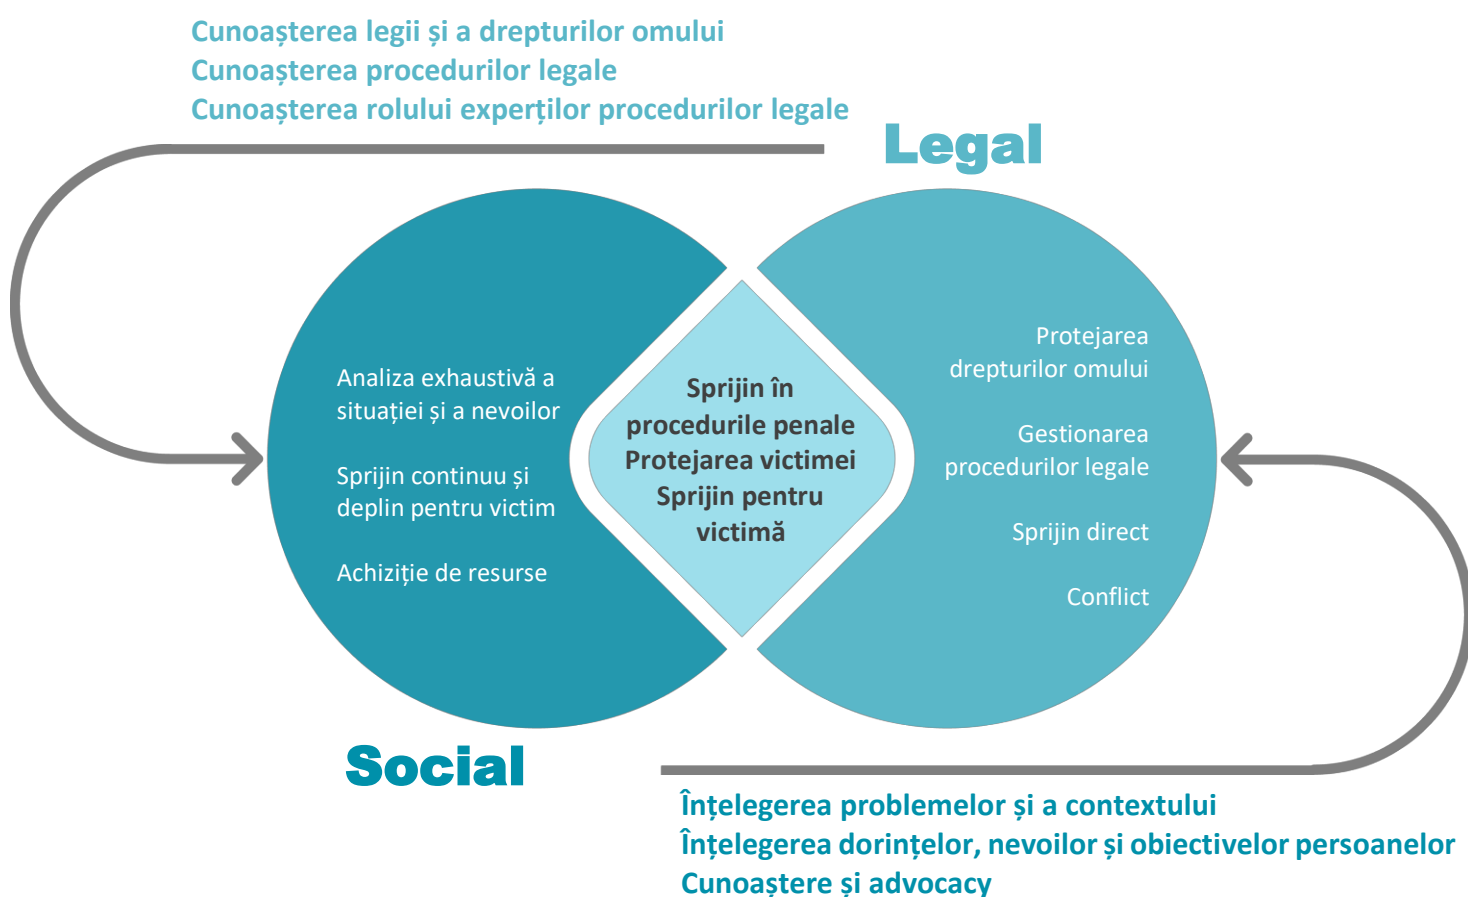 Cunoașterea legii și a drepturilor omului
Cunoașterea procedurilor legale
Cunoașterea rolului experților procedurilor legale
Legal
Analiza exhaustivă a
situației și a nevoilor
Sprijin continuu și
deplin pentru victim
Achiziție de resurse
Sprijin în
procedurile penale
Protejarea victimei
Sprijin pentru
victimă
Protejarea
drepturilor omului
Gestionarea
procedurilor legale
Sprijin direct
Conflict
Social
Înțelegerea problemelor și a contextului
Înțelegerea dorințelor, nevoilor și obiectivelor persoanelor
Cunoaștere și advocacy